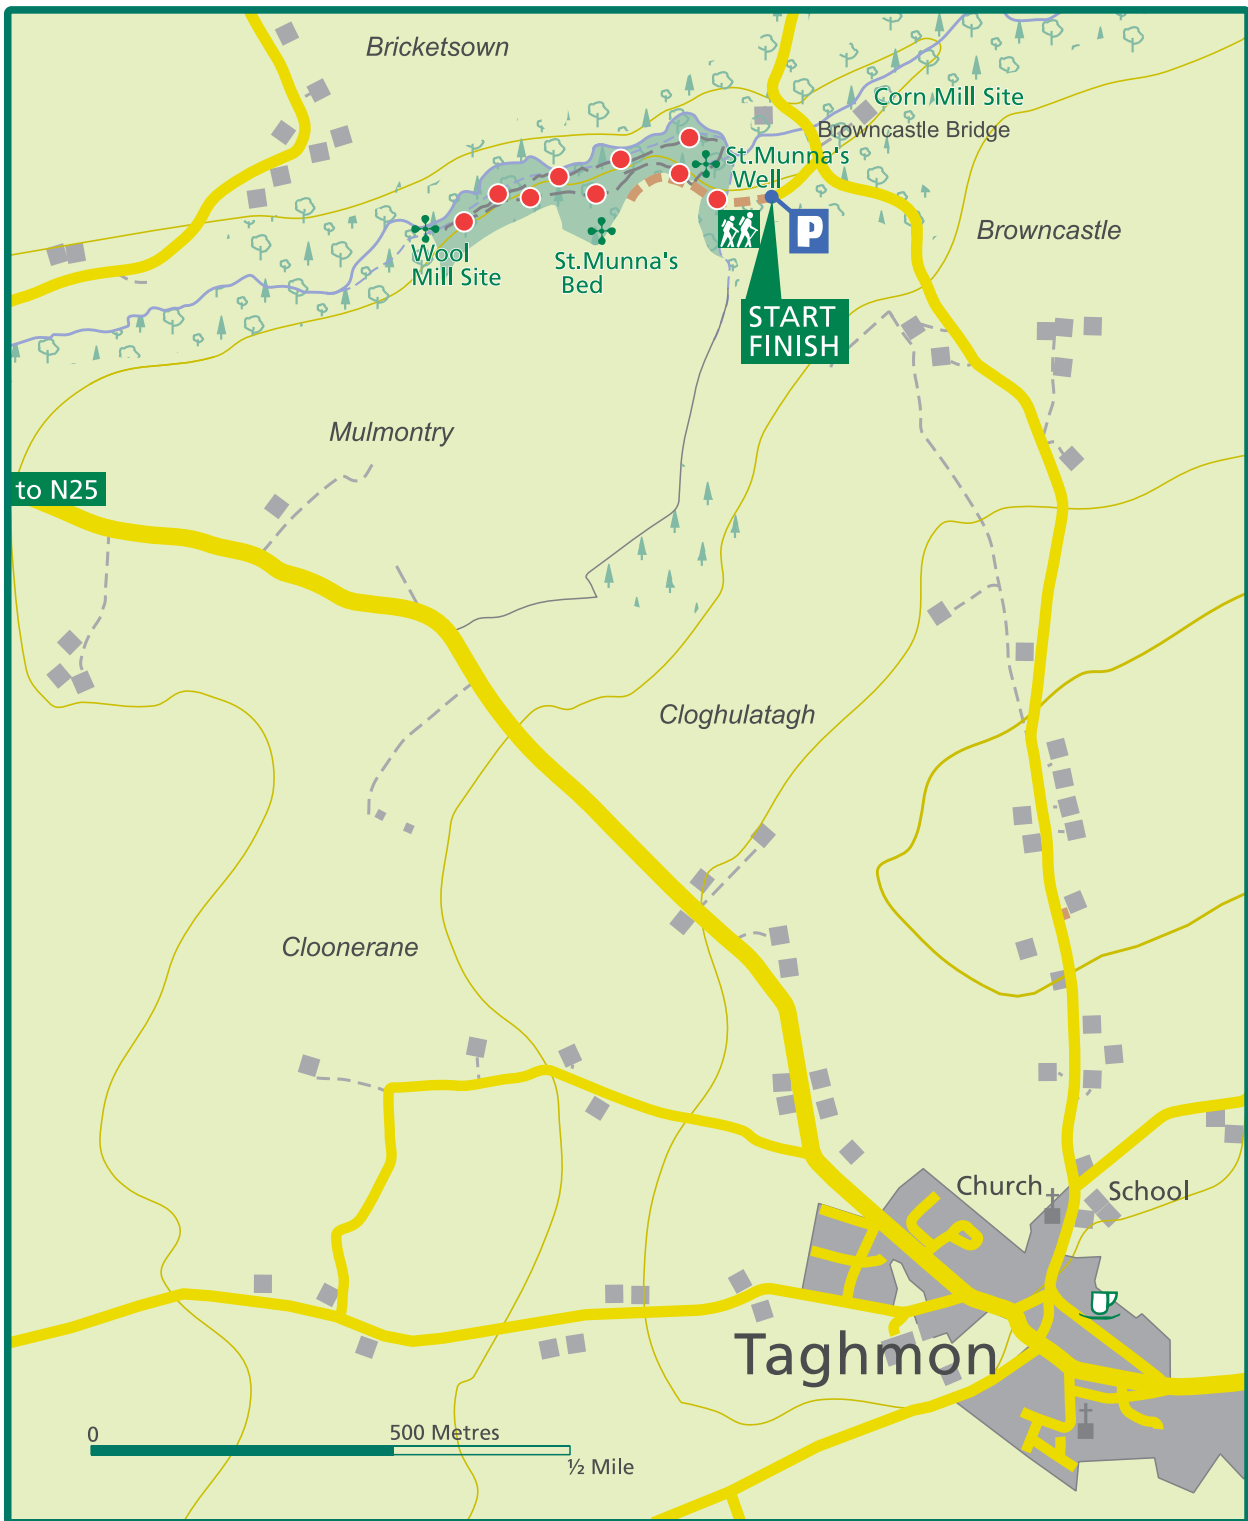 Bricketsown
Corn Mill Site
Browncastle Bridge
St.Munna's
Well
P
Browncastle
Wool
Mill Site
St.Munna's
Bed
START
FINISH
Mulmontry
to N25
Cloghulatagh
Cloonerane
Church
School
Taghmon
0
500 Metres
½ Mile